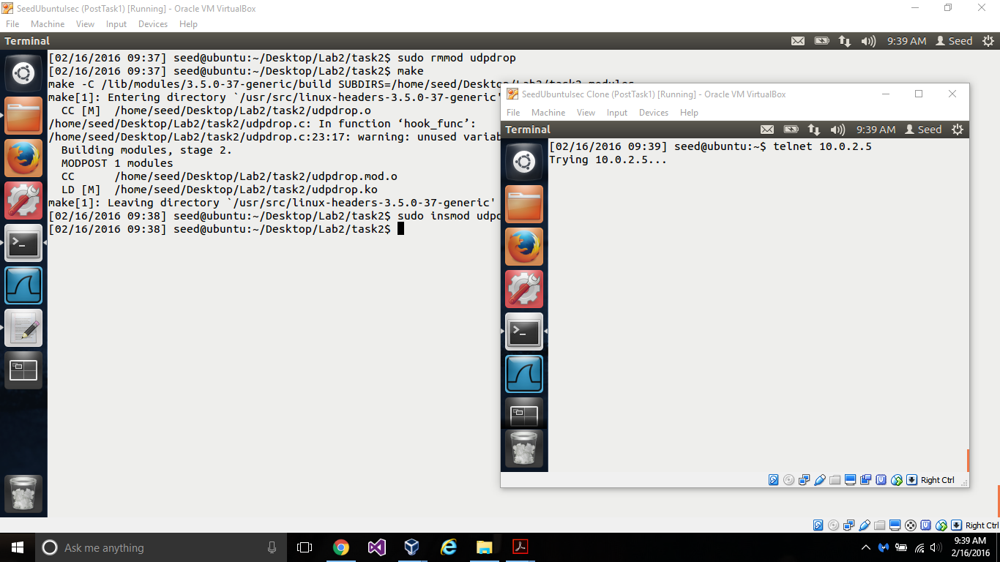 SeedUbuntulsec (PostTask1) [Running] - Oracle VM VirtualBox
File Machine View Input Devices Help
Terminal 9:39 AM Seed
[02/16/2016 09:37] seed@ubuntu:~/Desktop/Lab2/task2$ sudo rmmod udpdrop
[02/16/2016 09:37] seed@ubuntu:~/Desktop/Lab2/task2$ make
make -C /lib/modules/3.5.0-37-generic/build SUBDIRS=/home/seed/Desktop/Lab2/task2 modules
make[1]: Entering directory `/usr/src/linux-headers-3.5.0-37-generic'
CC [M] /home/seed/Desktop/Lab2/task2/udpdrop.o
/home/seed/Desktop/Lab2/task2/udpdrop.c: In function ‘hook_func’:
/home/seed/Desktop/Lab2/task2/udpdrop.c:23:17: warning: unused variab
Building modules, stage 2.
MODPOST 1 modules
CC /home/seed/Desktop/Lab2/task2/udpdrop.mod.o
LD [M] /home/seed/Desktop/Lab2/task2/udpdrop.ko
make[1]: Leaving directory `/usr/src/linux-headers-3.5.0-37-generic'
[02/16/2016 09:38] seed@ubuntu:~/Desktop/Lab2/task2$ sudo insmod udpd
[02/16/2016 09:38] seed@ubuntu:~/Desktop/Lab2/task2$
SeedUbuntulsec Clone (PostTask1) [Running] - Oracle VM VirtualBox
File Machine View Input Devices Help
Terminal 9:39 AM Seed
[02/16/2016 09:39] seed@ubuntu:~$ telnet 10.0.2.5
Trying 10.0.2.5...
Right Ctrl
Right Ctrl
Ask me anything
9:39 AM
2/16/2016